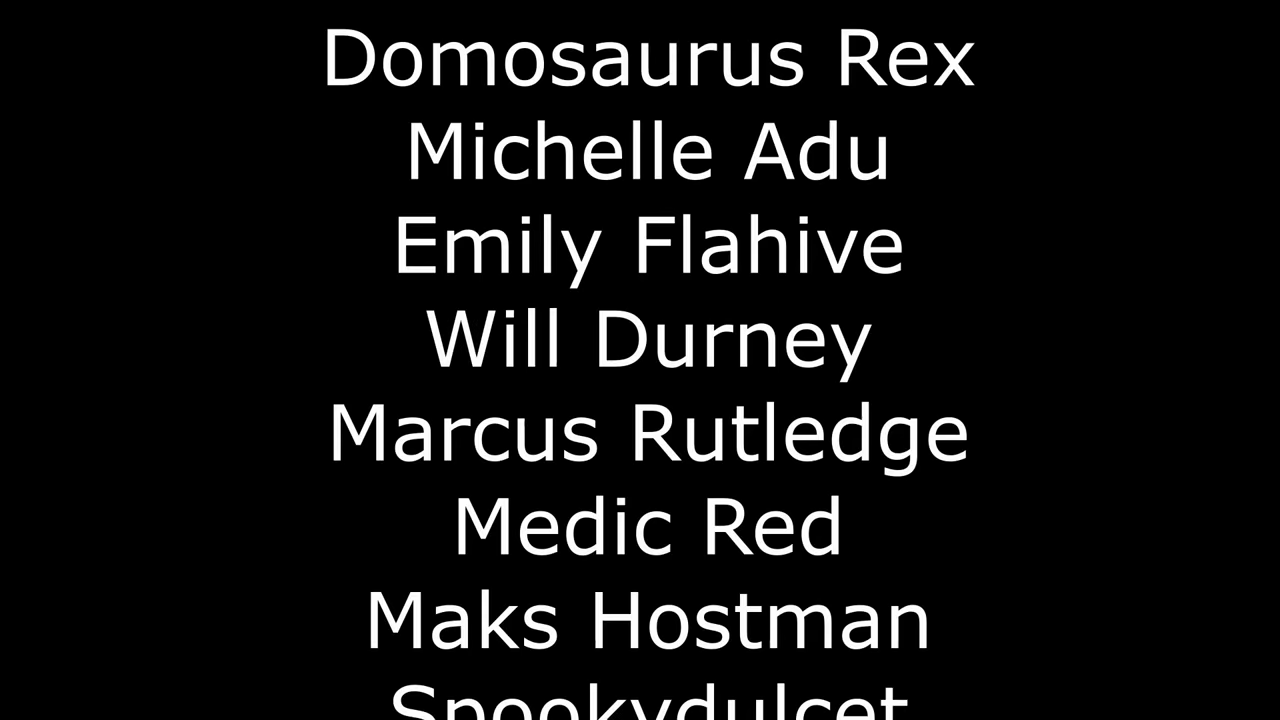 Domosaurus Rex
Michelle Adu
Emily Flahive
Will Durney
Marcus Rutledge
Medic Red
Maks Hostman
Spookydulcet